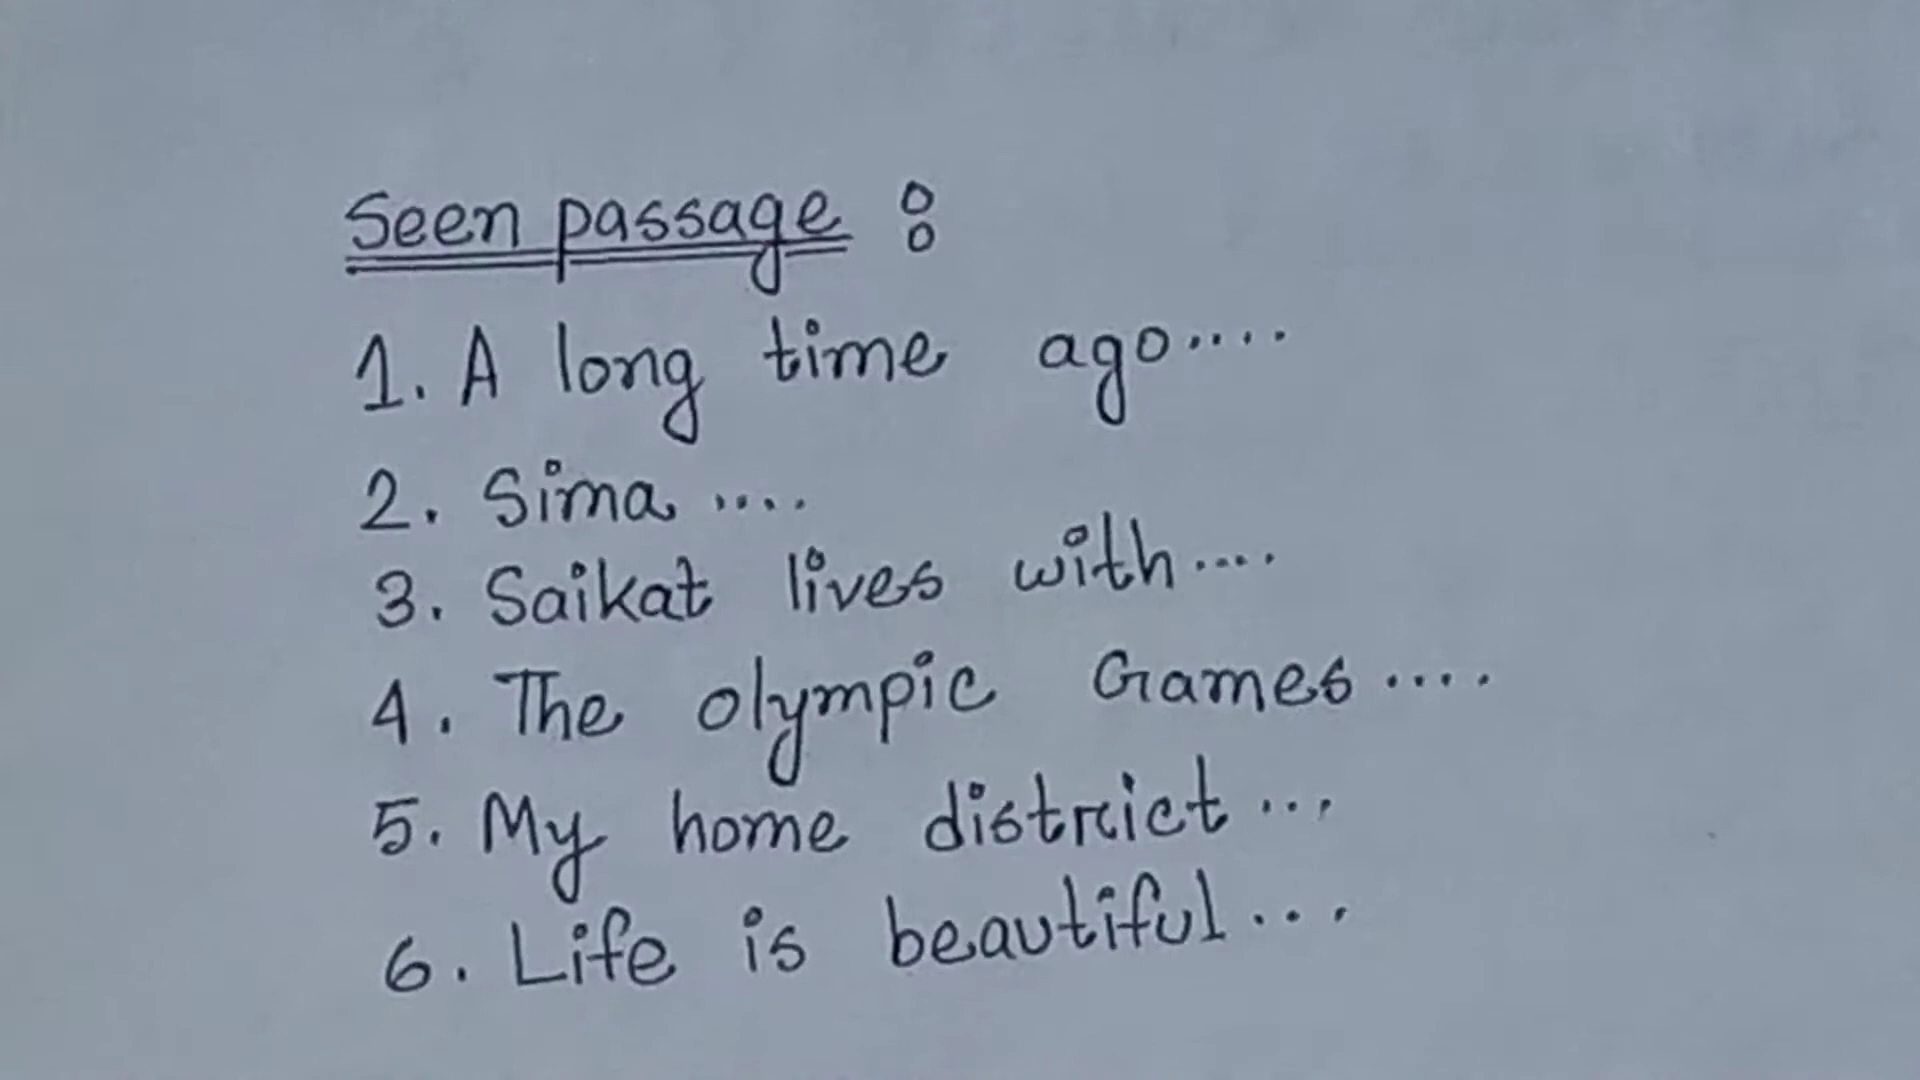 Seen passage :
1. A long time ago....
2. Sima ....
3. Saikat lives with....
4. The olympic Games....
5. My home district ...
6. Life is beautiful...